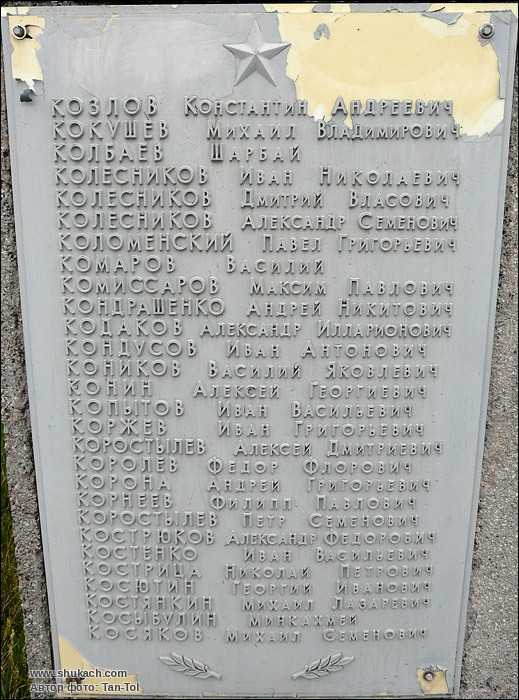 КОЗЛОВ Константин Андреевич
КОКУШЕВ Михаил Владимирович
КОЛБАЕВ Шарбай
КОЛЕСНИКОВ Иван Николаевич
КОЛЕСНИКОВ Дмитрий Власович
КОЛЕСНИКОВ Александр Семенович
КОЛОМЕНСКИЙ Павел Григорьевич
КОМАРОВ Василий
КОМИССАРОВ Максим Павлович
КОНДРАШЕНКО Андрей Никитович
КОДАКОВ Александр Илларионович
КОНДУСОВ Иван Антонович
КОНИКОВ Василий Яковлевич
КОНИН Алексей Георгиевич
КОПЫТОВ Иван Васильевич
КОРЖЕВ Иван Григорьевич
КОРОСТЫЛЕВ Алексей Дмитриевич
КОРОЛЕВ Федор Флорович
КОРОНА Андрей Григорьевич
КОРНЕЕВ Филипп Павлович
КОРОСТЫЛЕВ Петр Семенович
КОСТРЮКОВ Александр Федорович
КОСТЕНКО Иван Васильевич
КОСТРИЦА Николай Петрович
КОСЮТИН Георгий Иванович
КОСТЯНКИН Михаил Лазаревич
КОСЫБУЛИН Минкахмей
КОСЯКОВ Михаил Семенович
www.shukach.com
Автор фото: Tan-Tol